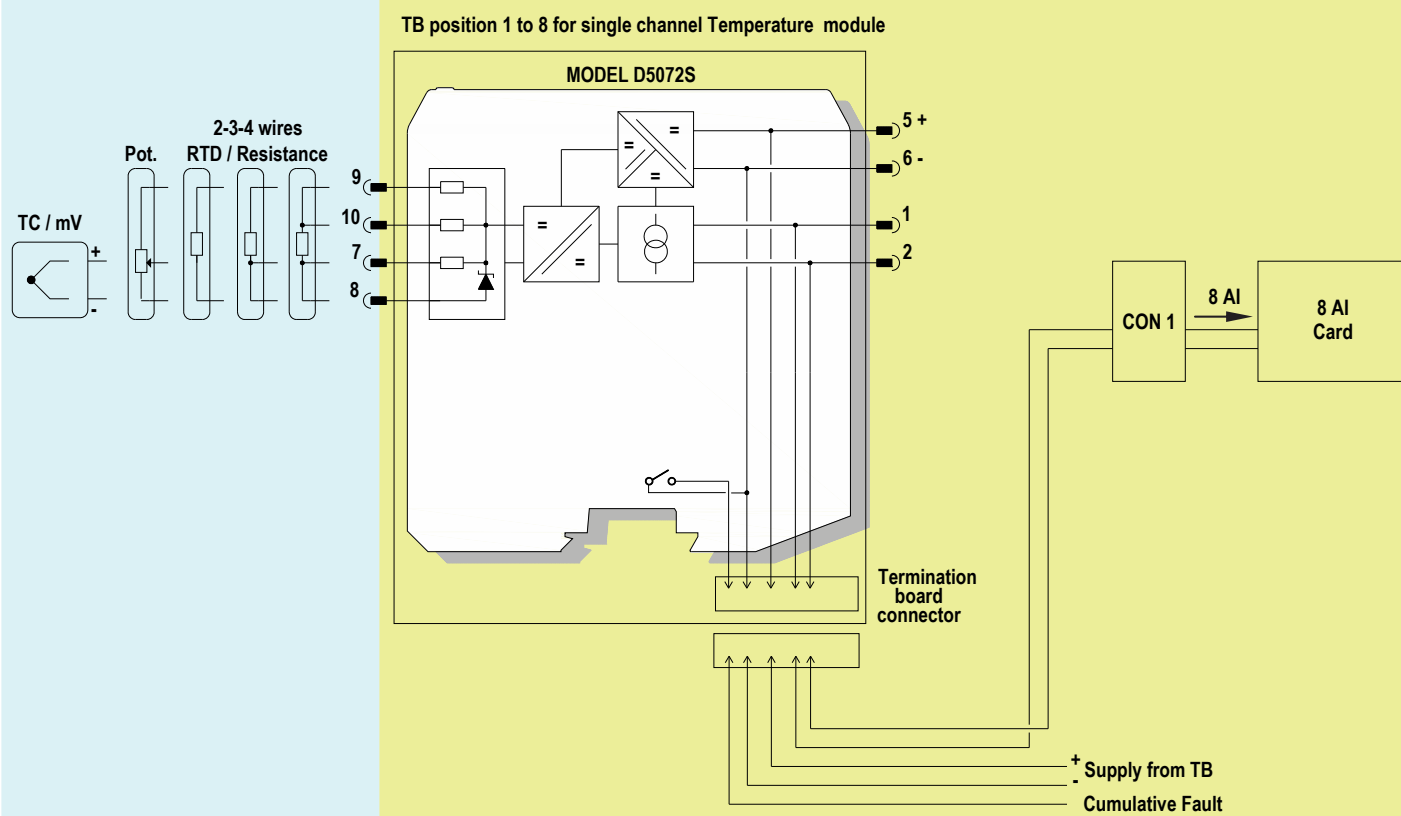 TB position 1 to 8 for single channel Temperature module
MODEL D5072S
2-3-4 wires
Pot.
RTD / Resistance
TC / mV
+
-
9
10
7
8
=
=
=
=
=
5 +
6 -
1
2
CON 1
8 AI
8 AI
Card
Termination
board
connector
+
Supply from TB
-
Cumulative Fault